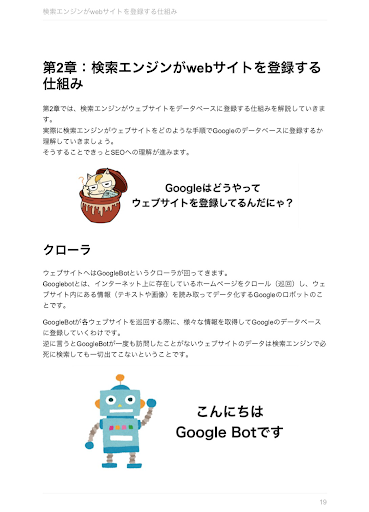 検索エンジンがwebサイトを登録する仕組み
第2章：検索エンジンがwebサイトを登録する
仕組み
第2章では、検索エンジンがウェブサイトをデータベースに登録する仕組みを解説していきま
す。
実際に検索エンジンがウェブサイトをどのような手順でGoogleのデータベースに登録するか
理解していきましょう。
そうすることできっとSEOへの理解が進みます。
Googleはどうやって
ウェブサイトを登録してるんだにゃ？
クローラ
ウェブサイトへはGoogleBotというクローラが回ってきます。
Googlebotとは、インターネット上に存在しているホームページをクロール（巡回）し、ウェ
ブサイト内にある情報（テキストや画像）を読み取ってデータ化するGoogleのロボットのこ
とです。
GoogleBotが各ウェブサイトを巡回する際に、様々な情報を取得してGoogleのデータベース
に登録していくわけです。
逆に言うとGoogleBotが一度も訪問したことがないウェブサイトのデータは検索エンジンで必
死に検索しても一切出てこないということです。
こんにちは
Google Botです
19